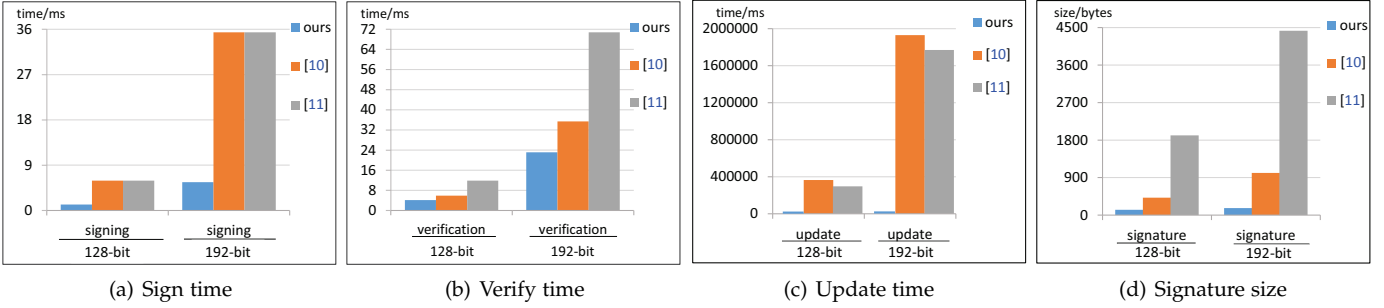 time/ms
36
27
18
9
0
ours
[10]
[11]
signing
128-bit
signing
192-bit
(a) Sign time
time/ms
72
64
56
48
40
32
24
16
8
0
ours
[10]
[11]
verification
128-bit
verification
192-bit
(b) Verify time
time/ms
2000000
1600000
1200000
800000
400000
0
ours
[10]
[11]
update
128-bit
update
192-bit
(c) Update time
size/bytes
4500
3600
2700
1800
900
0
ours
[10]
[11]
signature
128-bit
signature
192-bit
(d) Signature size